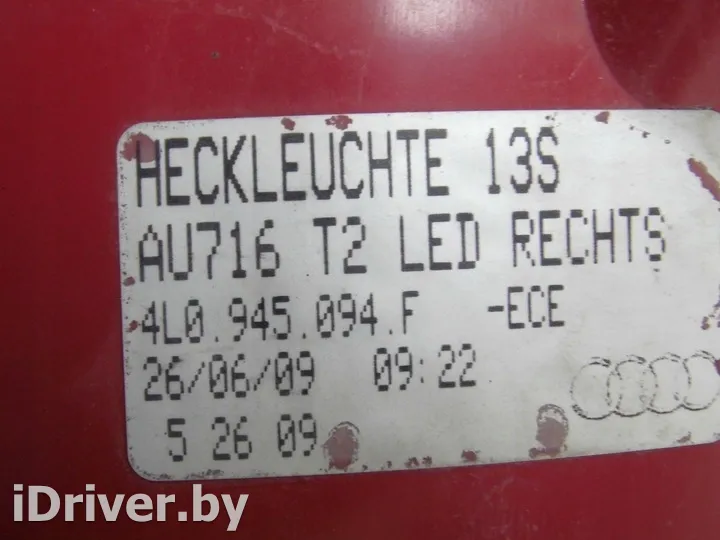 HECKLEUCHTE 13S
AU716 T2 LED RECHTS
4L0.945.094.F -ECE
26/06/09 09:22
5 26 09
iDriver.by